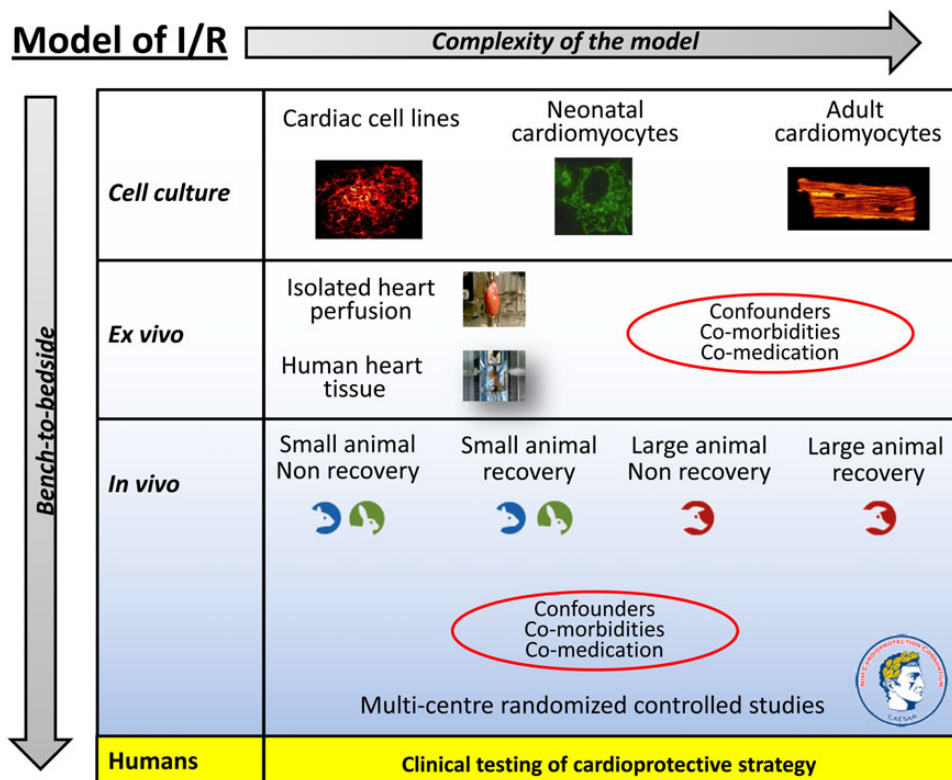 Model of I/R
Complexity of the model
Bench-to-bedside
Cell culture
Cardiac cell lines
Neonatal
cardiomyocytes
Adult
cardiomyocytes
Ex vivo
Isolated heart
perfusion
Human heart
tissue
Confounders
Co-morbidities
Co-medication
In vivo
Small animal
Non recovery
Small animal
recovery
Large animal
Non recovery
Large animal
recovery
Confounders
Co-morbidities
Co-medication
Multi-centre randomized controlled studies
NIH CARDIOPROTECTION CONSORTIUM
CAESAR
Humans
Clinical testing of cardioprotective strategy